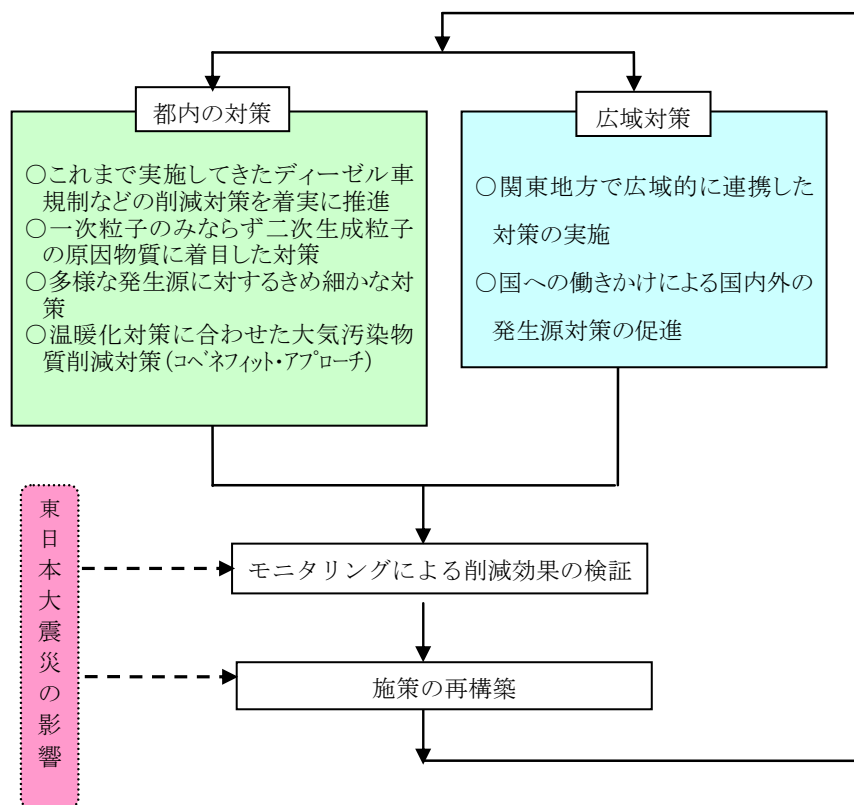 都内の対策
○これまで実施してきたディーゼル車
規制などの削減対策を着実に推進
○一次粒子のみならず二次生成粒子
の原因物質に着目した対策
○多様な発生源に対するきめ細かな対
策
○温暖化対策に合わせた大気汚染物
質削減対策(コベネフィット・アプローチ)
広域対策
○関東地方で広域的に連携した
対策の実施
○国への働きかけによる国内外の
発生源対策の促進
東日本大震災の影響
モニタリングによる削減効果の検証
施策の再構築